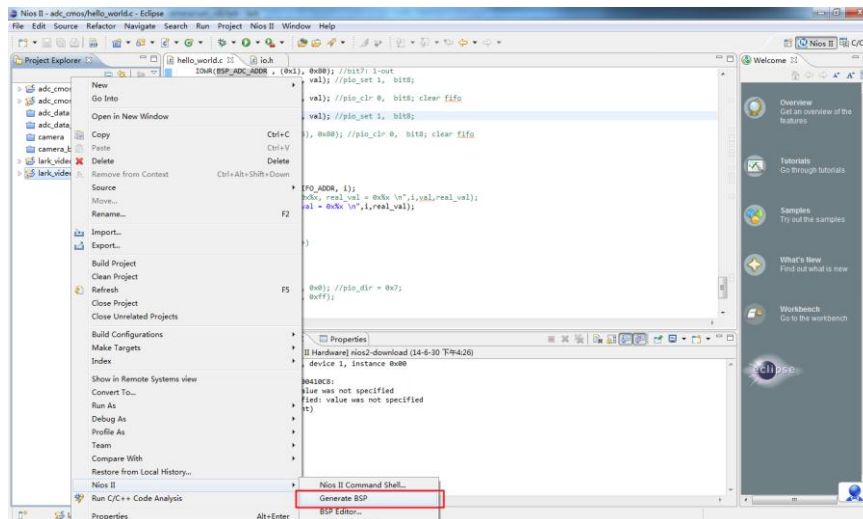 Nios II - adc_cmos/hello_world.c - Eclipse
File Edit Source Refactor Navigate Search Run Project Nios II Window Help
Nios II C/C
Project Explorer
hello_world.c
io.h
Welcome
IOWR(BSP_ADC_ADDR , (0x1), 0x80); //bit7: 1-out
val); //pio_set 1, bit8;
val); //pio_clr 0, bit8; clear fifo
val); //pio_set 1, bit8;
, 0x80); //pio_clr 0, bit8; clear fifo
IFO_ADDR, i);
0x%x, real_val = 0x%x \n",i,val,real_val);
val = 0x%x \n",i,real_val);
, 0x0); //pio_dir = 0x7;
, 0xff);
adc_cmos
adc_cmos
adc_data
adc_data
camera
camera_b
lark_video
lark_video
New
Go Into
Open in New Window
Copy Ctrl+C
Paste Ctrl+V
Delete Delete
Remove from Context Ctrl+Alt+Shift+Down
Source
Move...
Rename... F2
Import...
Export...
Build Project
Clean Project
Refresh F5
Close Project
Close Unrelated Projects
Build Configurations
Make Targets
Index
Show in Remote Systems view
Convert To...
Run As
Debug As
Profile As
Team
Compare With
Restore from Local History...
Nios II
Run C/C++ Code Analysis
Properties Alt+Enter
Nios II Command Shell...
Generate BSP
BSP Editor...
Properties
II Hardware] nios2-download (14-6-30 下午4:26)
, device 1, instance 0x00
00410C8:
alue was not specified
fied: value was not specified
nt)
Overview
Get an overview of the features
Tutorials
Go through tutorials
Samples
Try out the samples
What's New
Find out what is new
Workbench
Go to the workbench
eclipse